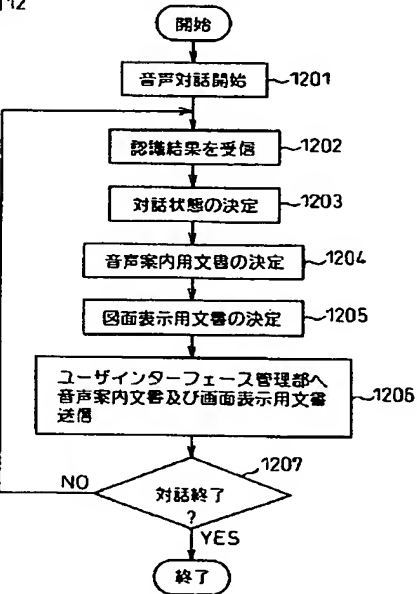 12
開始
音声対話開始
1201
認識結果を受信
1202
対話状態の決定
1203
音声案内用文書の決定
1204
図面表示用文書の決定
1205
ユーザインターフェース管理部へ
音声案内文書及び画面表示用文書
送信
1206
対話終了
?
1207
NO
YES
終了